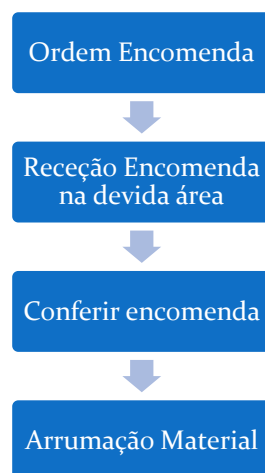 Ordem Encomenda
Receção Encomenda
na devida área
Conferir encomenda
Arrumação Material